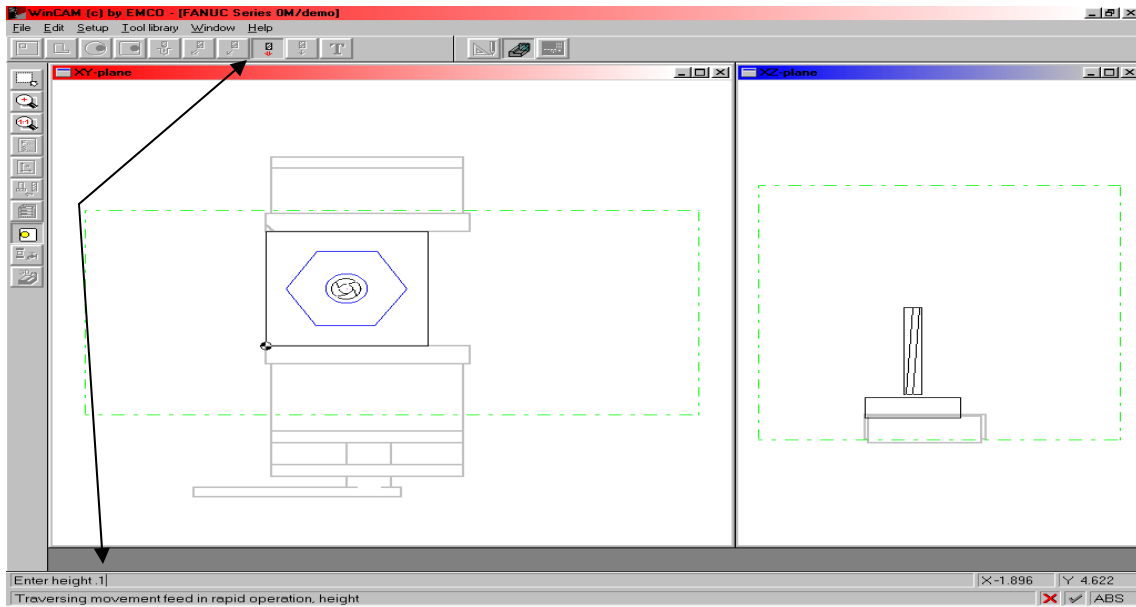 WinCAM (c) by EMCO - [FANUC Series 0M/demo]
File Edit Setup Tool library Window Help
T
XY-plane
XZ-plane
Enter height .1
X-1.896
Y 4.622
Traversing movement feed in rapid operation, height
ABS